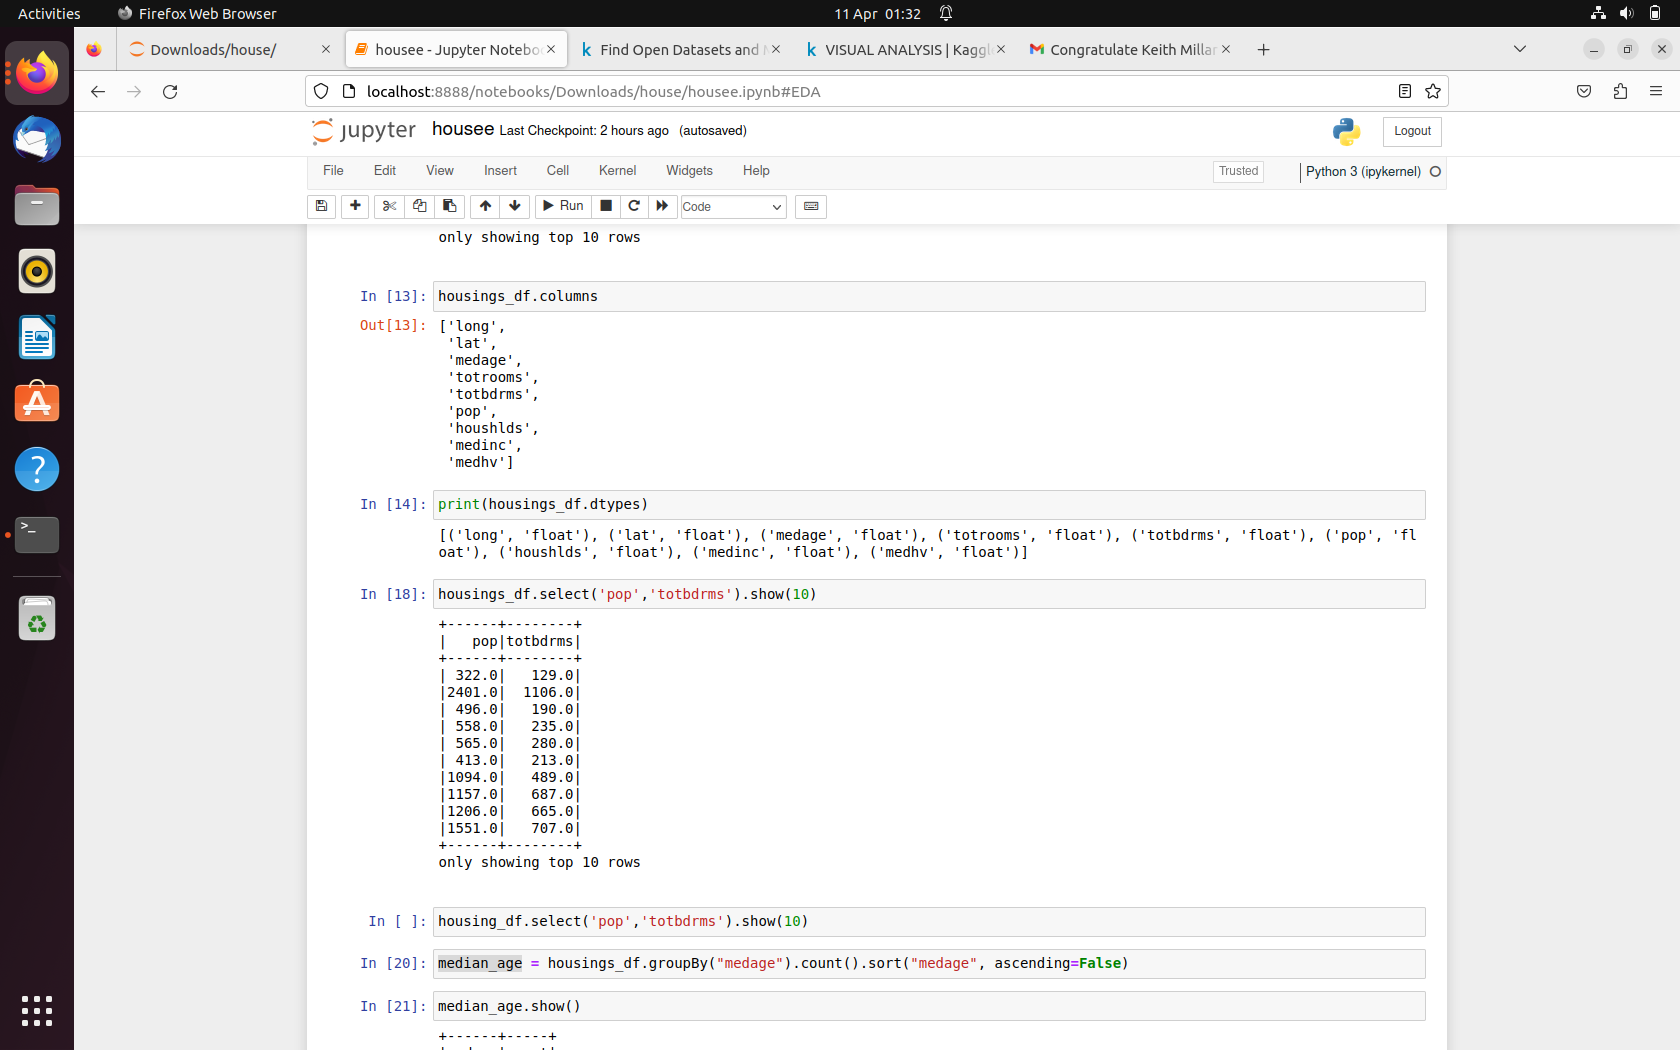 Activities
Firefox Web Browser
11 Apr 01:32
Downloads/house/
housee - Jupyter Notebo
Find Open Datasets and
VISUAL ANALYSIS | Kaggl
Congratulate Keith Millar
localhost:8888/notebooks/Downloads/house/housee.ipynb#EDA
jupyter housee Last Checkpoint: 2 hours ago (autosaved)
Logout
File Edit View Insert Cell Kernel Widgets Help
Trusted
Python 3 (ipykernel)
Run
Code
only showing top 10 rows
In [13]: housings_df.columns
Out[13]: ['long',
'lat',
'medage',
'totrooms',
'totbdrms',
'pop',
'houshlds',
'medinc',
'medhv']
In [14]: print(housings_df.dtypes)
[('long', 'float'), ('lat', 'float'), ('medage', 'float'), ('totrooms', 'float'), ('totbdrms', 'float'), ('pop', 'fl
oat'), ('houshlds', 'float'), ('medinc', 'float'), ('medhv', 'float')]
In [18]: housings_df.select('pop','totbdrms').show(10)
+------+--------+
|   pop|totbdrms|
+------+--------+
| 322.0|   129.0|
|2401.0|  1106.0|
| 496.0|   190.0|
| 558.0|   235.0|
| 565.0|   280.0|
| 413.0|   213.0|
|1094.0|   489.0|
|1157.0|   687.0|
|1206.0|   665.0|
|1551.0|   707.0|
+------+--------+
only showing top 10 rows
In [ ]: housing_df.select('pop','totbdrms').show(10)
In [20]: median_age = housings_df.groupBy("medage").count().sort("medage", ascending=False)
In [21]: median_age.show()
+------+-----+